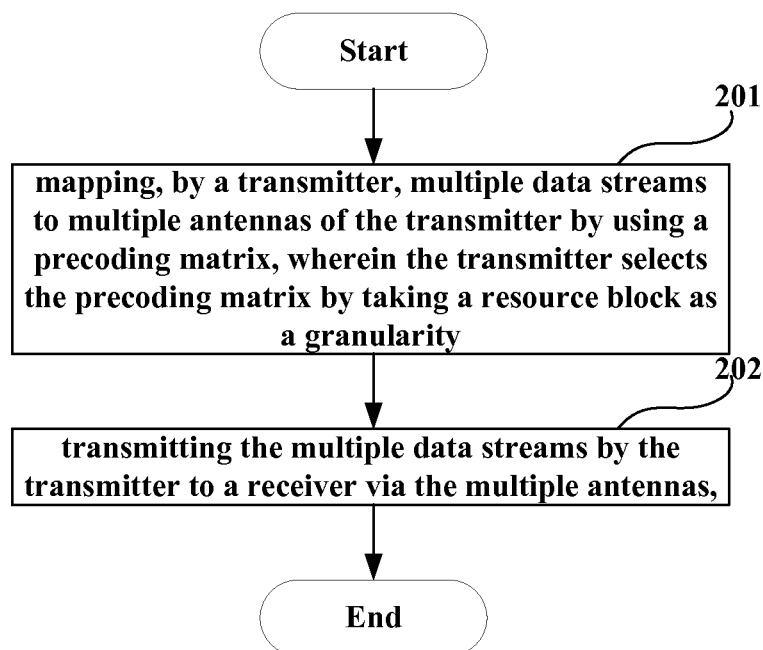 Start
201
mapping, by a transmitter, multiple data streams
to multiple antennas of the transmitter by using a
precoding matrix, wherein the transmitter selects
the precoding matrix by taking a resource block as
a granularity
202
transmitting the multiple data streams by the
transmitter to a receiver via the multiple antennas,
End